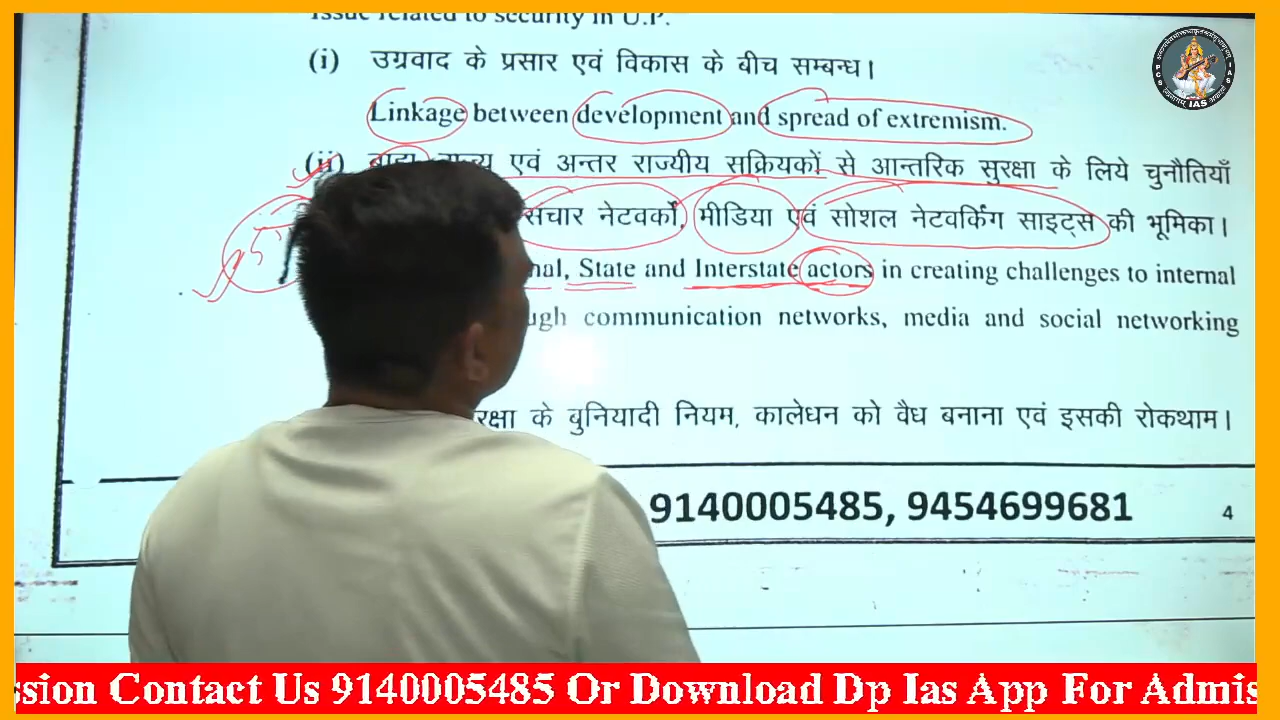 Issue related to security in U.P.
(i) उग्रवाद के प्रसार एवं विकास के बीच सम्बन्ध।
Linkage between development and spread of extremism.
(ii) बाह्य, राज्य एवं अन्तर राज्यीय सक्रियकों से आन्तरिक सुरक्षा के लिये चुनौतियाँ
संचार नेटवर्कों, मीडिया एवं सोशल नेटवर्किंग साइट्स की भूमिका।
nal, State and Interstate actors in creating challenges to internal
ugh communication networks, media and social networking
रक्षा के बुनियादी नियम, कालेधन को वैध बनाना एवं इसकी रोकथाम।
9140005485, 9454699681 4
PCS IAS
IAS
ssion Contact Us 9140005485 Or Download Dp Ias App For Admis